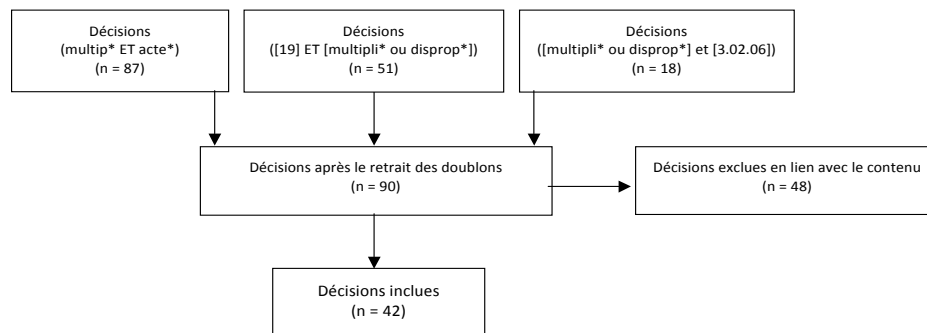 Décisions
(multip* ET acte*)
(n = 87)
Décisions
([19] ET [multipli* ou disprop*])
(n = 51)
Décisions
([multipli* ou disprop*] et [3.02.06])
(n = 18)
Décisions après le retrait des doublons
(n = 90)
Décisions exclues en lien avec le contenu
(n = 48)
Décisions inclues
(n = 42)